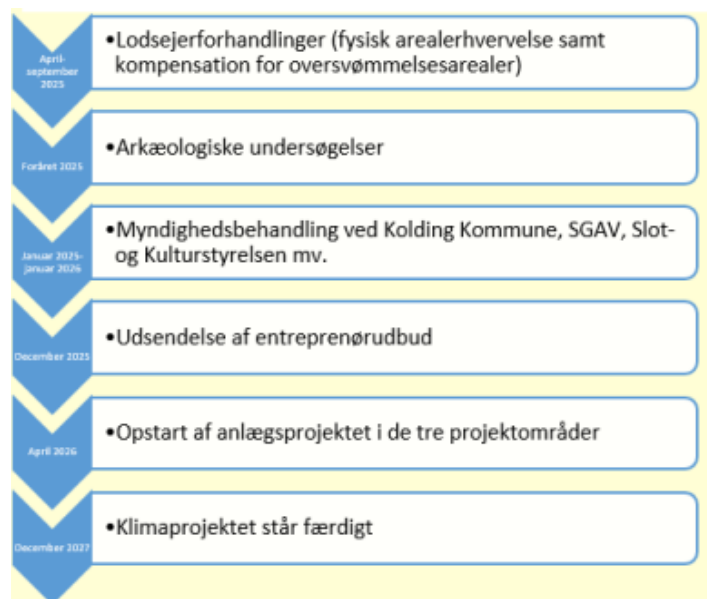 April-
september
2025
•Lodsejerforhandlinger (fysisk arealerhvervelse samt
kompensation for oversvømmelsesarealer)
Foråret 2025
•Arkæologiske undersøgelser
Januar 2025-
januar 2026
•Myndighedsbehandling ved Kolding Kommune, SGAV, Slot-
og Kulturstyrelsen mv.
December 2025
•Udsendelse af entreprenørudbud
April 2026
•Opstart af anlægsprojektet i de tre projektområder
December 2027
•Klimaprojektet står færdigt